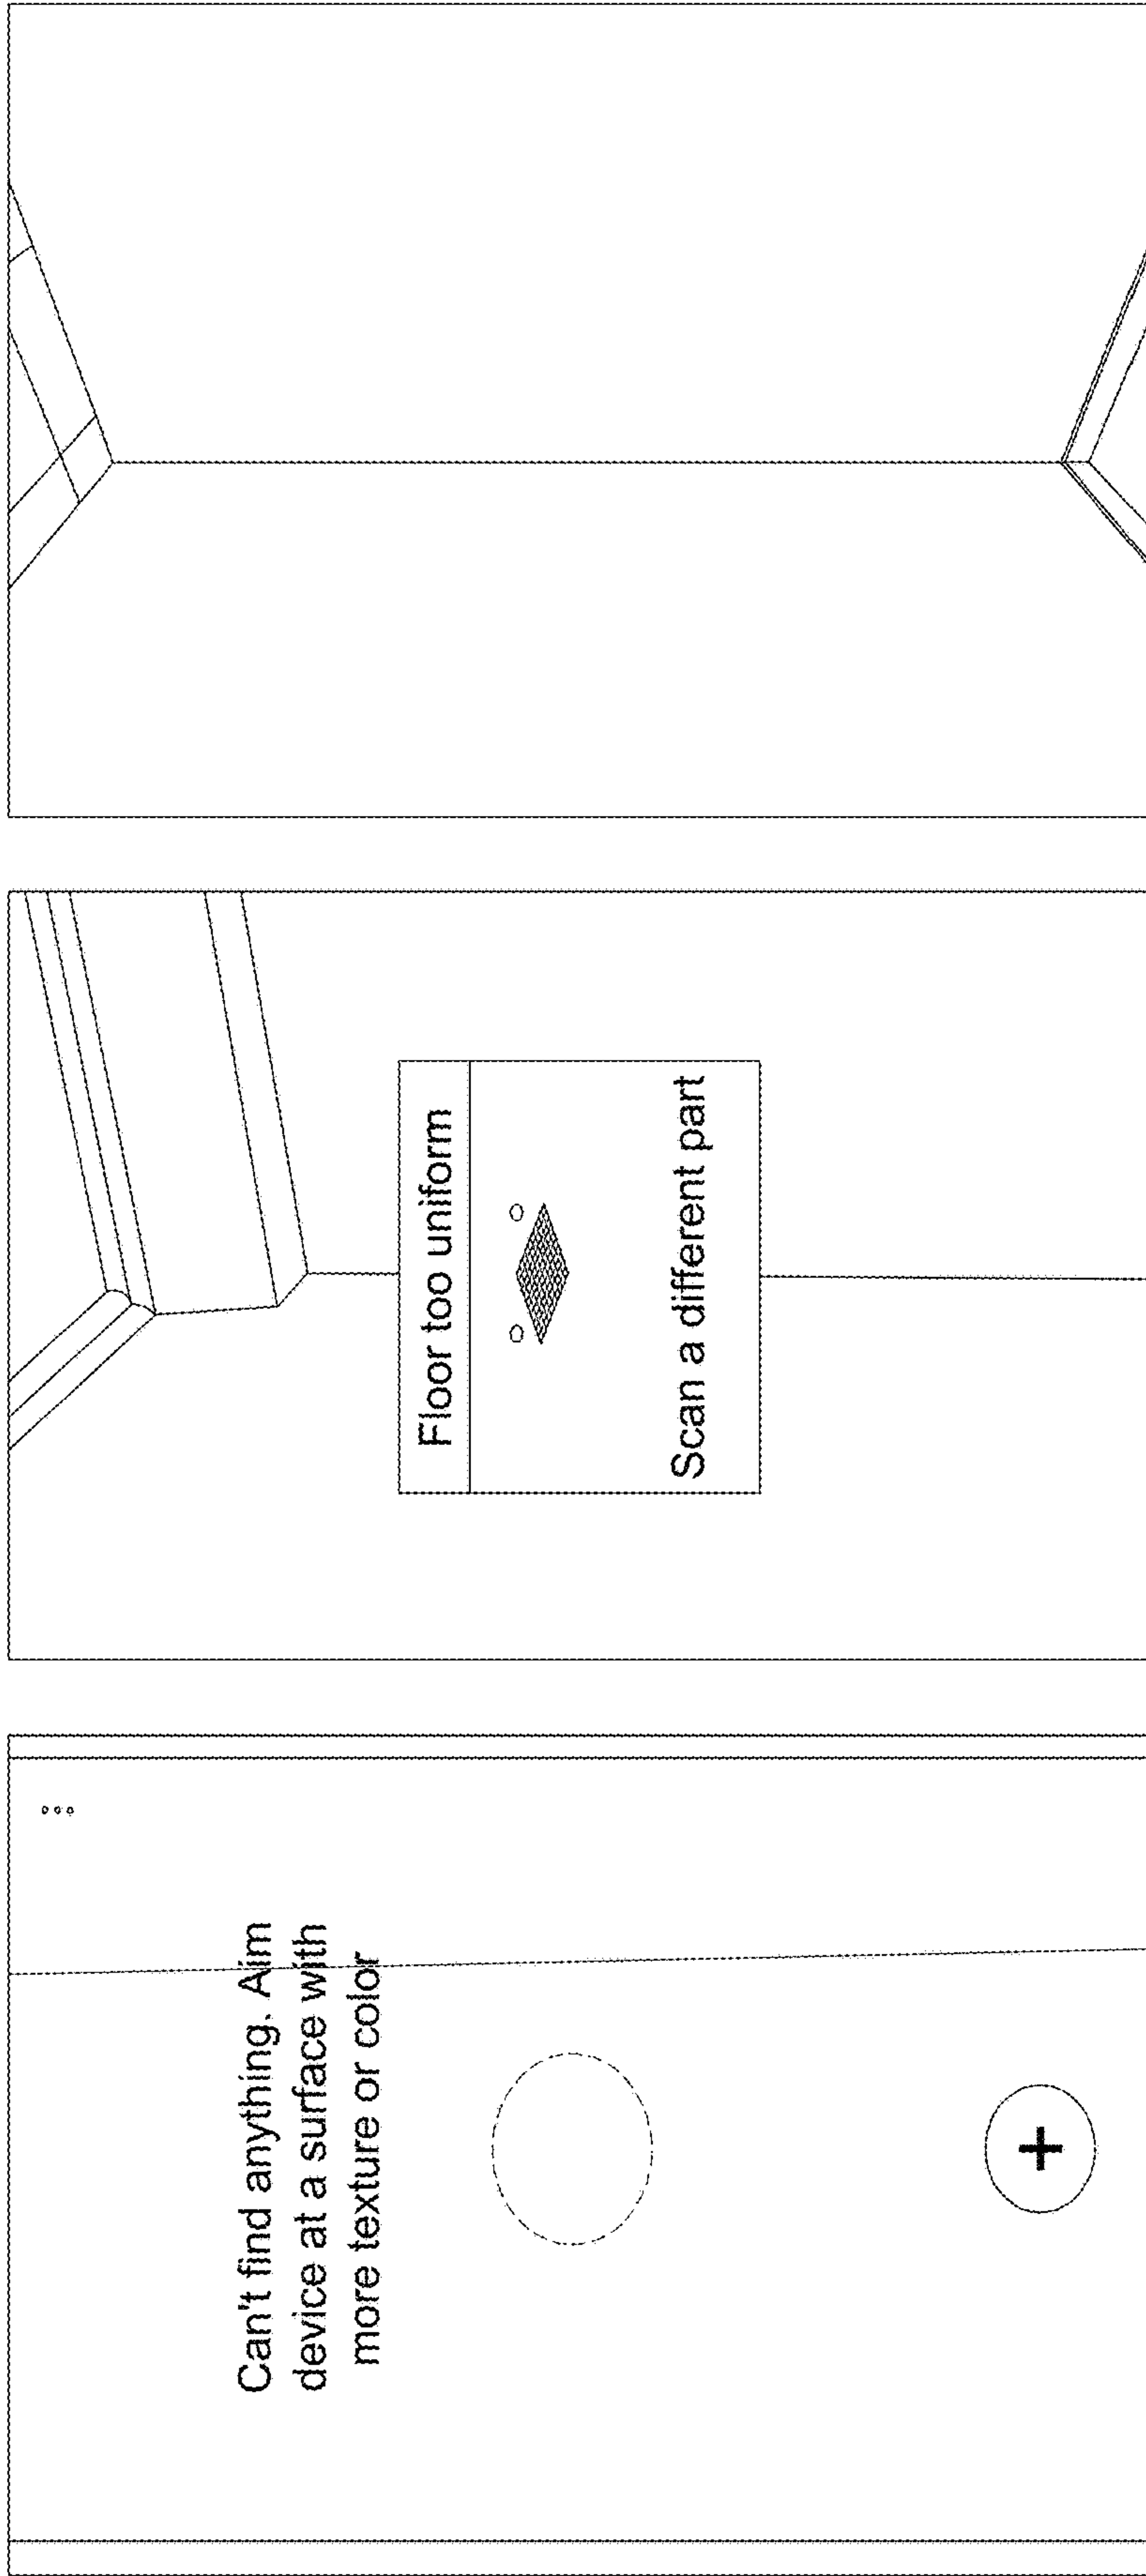 Can't find anything. Aim
device at a surface with
more texture or color
+
Floor too uniform
Scan a different part